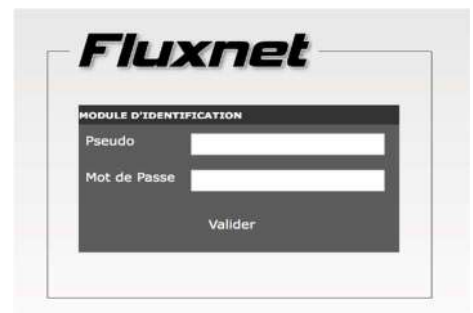 Fluxnet
MODULE D'IDENTIFICATION
Pseudo
Mot de Passe
Valider